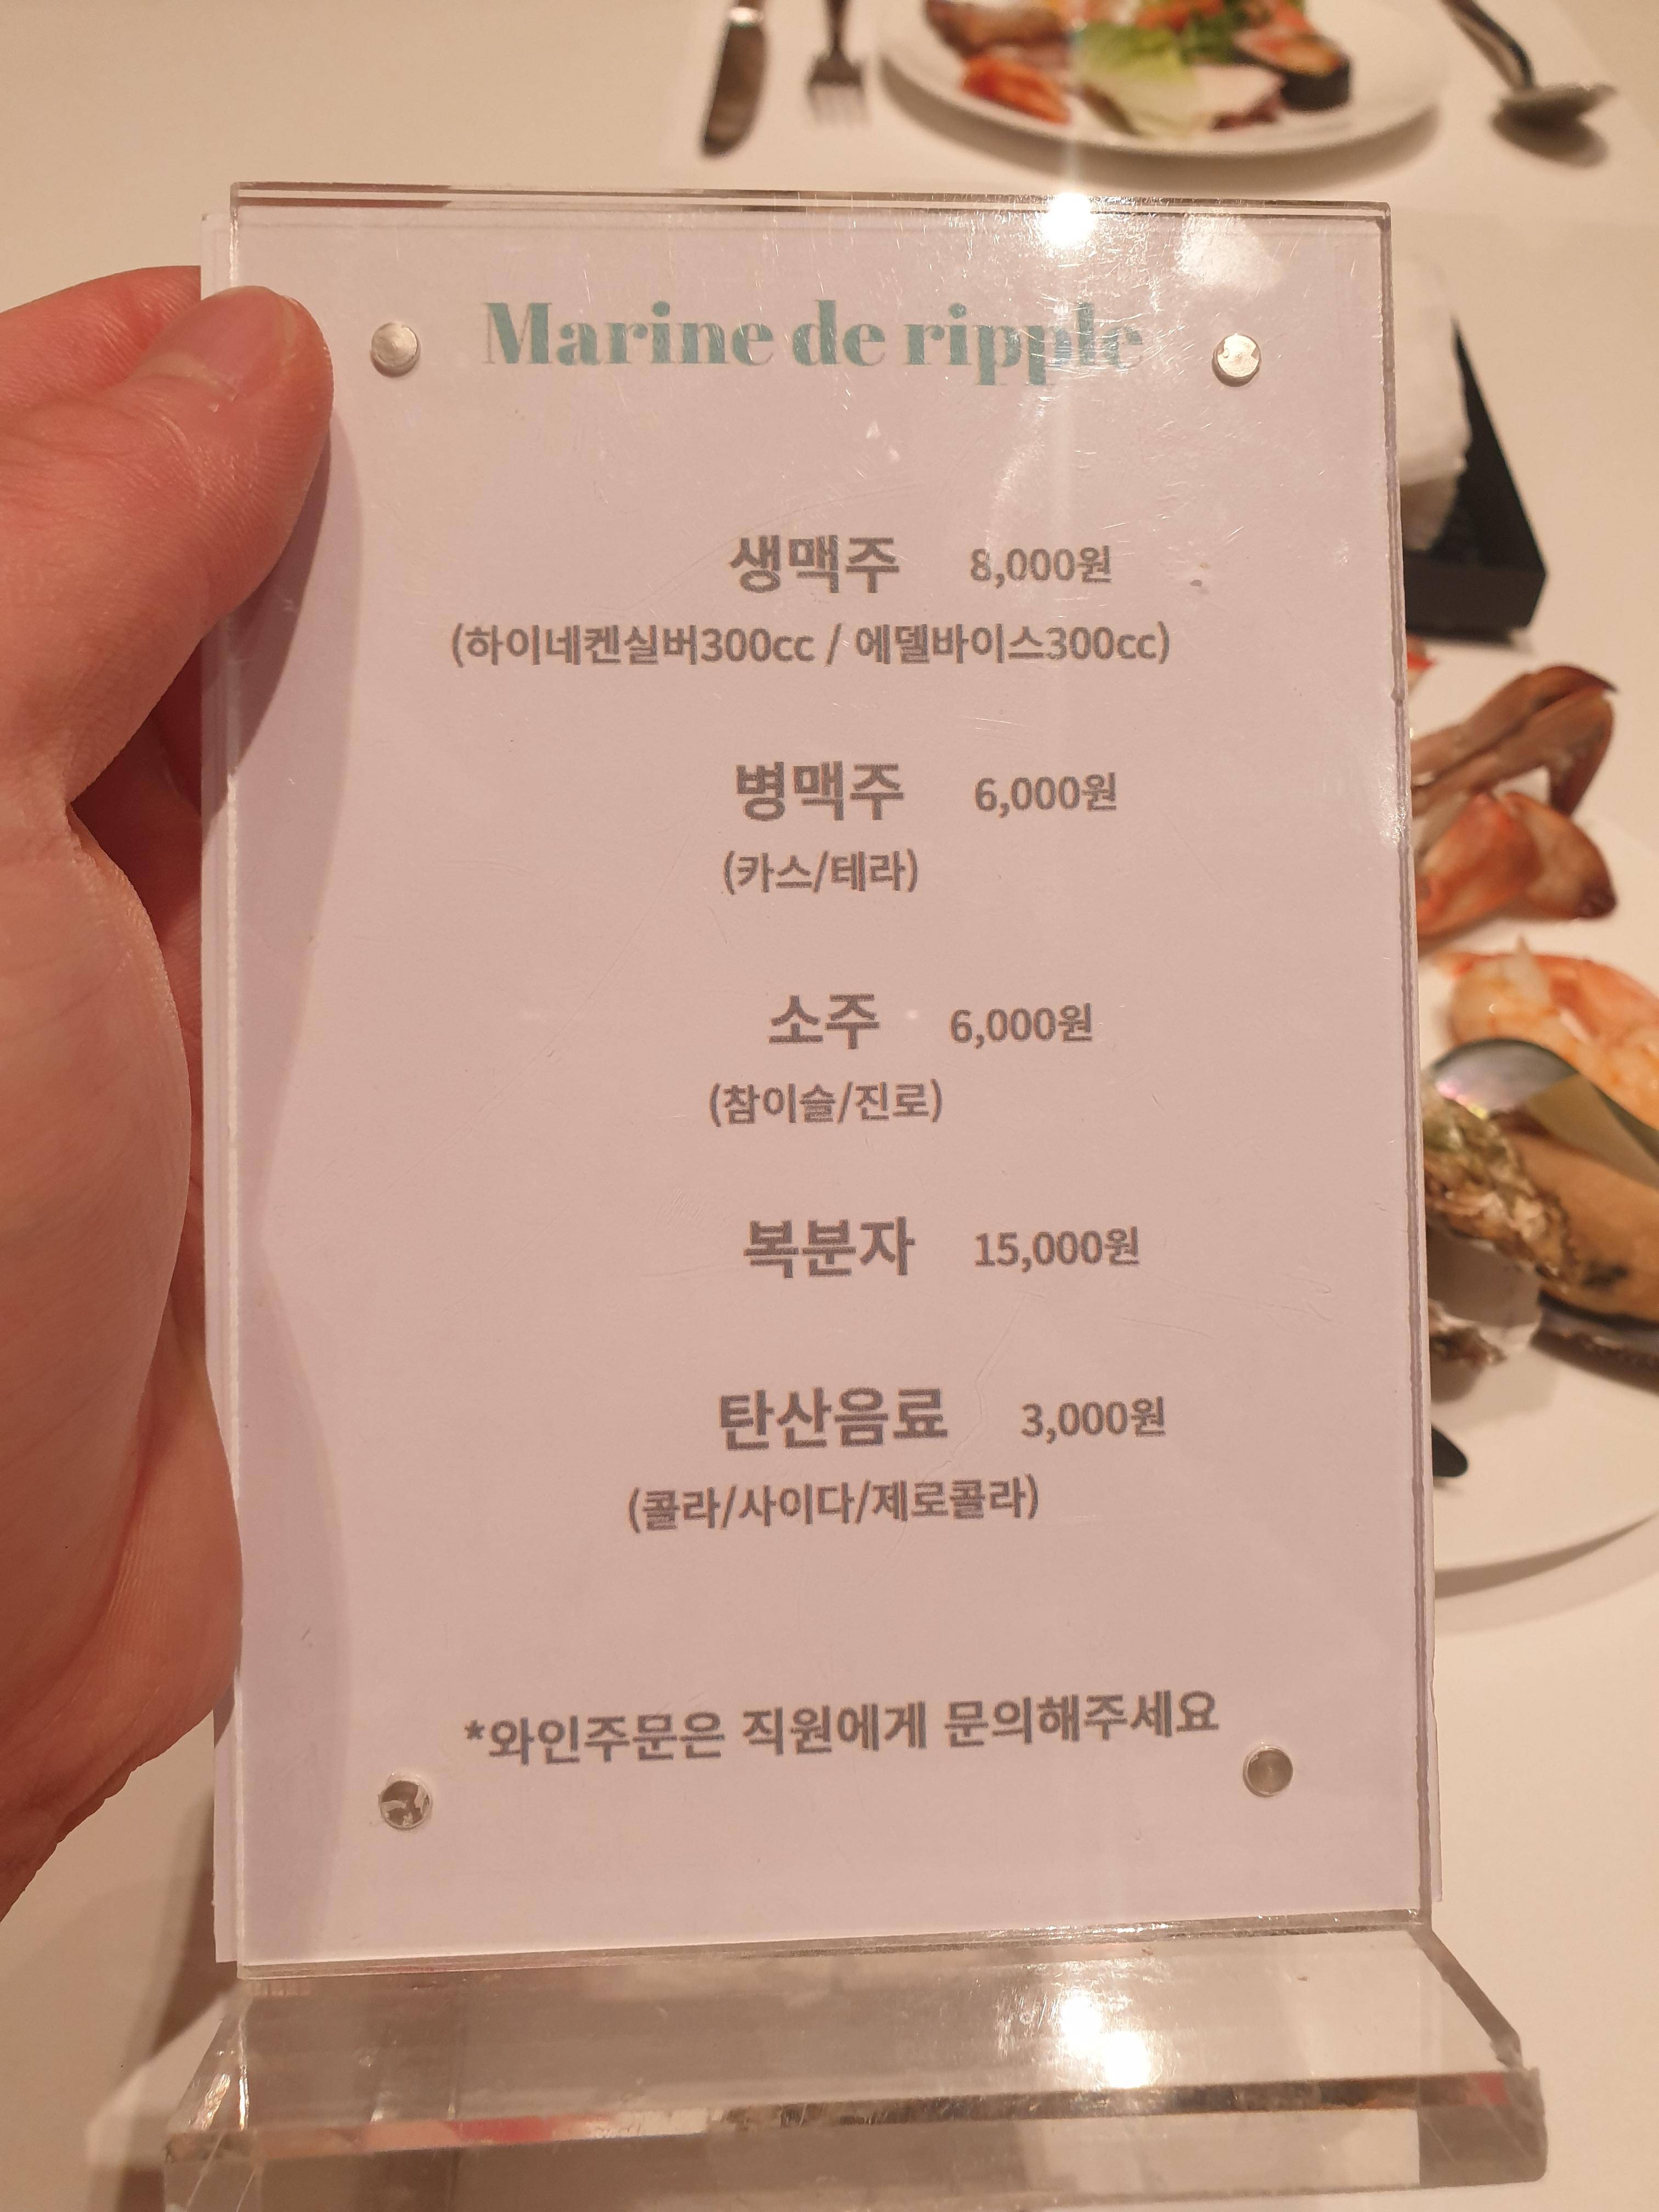 Marine de ripple
생맥주 8,000원
(하이네켄실버300cc / 에델바이스300cc)
병맥주 6,000원
(카스/테라)
소주 6,000원
(참이슬/진로)
복분자 15,000원
탄산음료 3,000원
(콜라/사이다/제로콜라)
*와인주문은 직원에게 문의해주세요